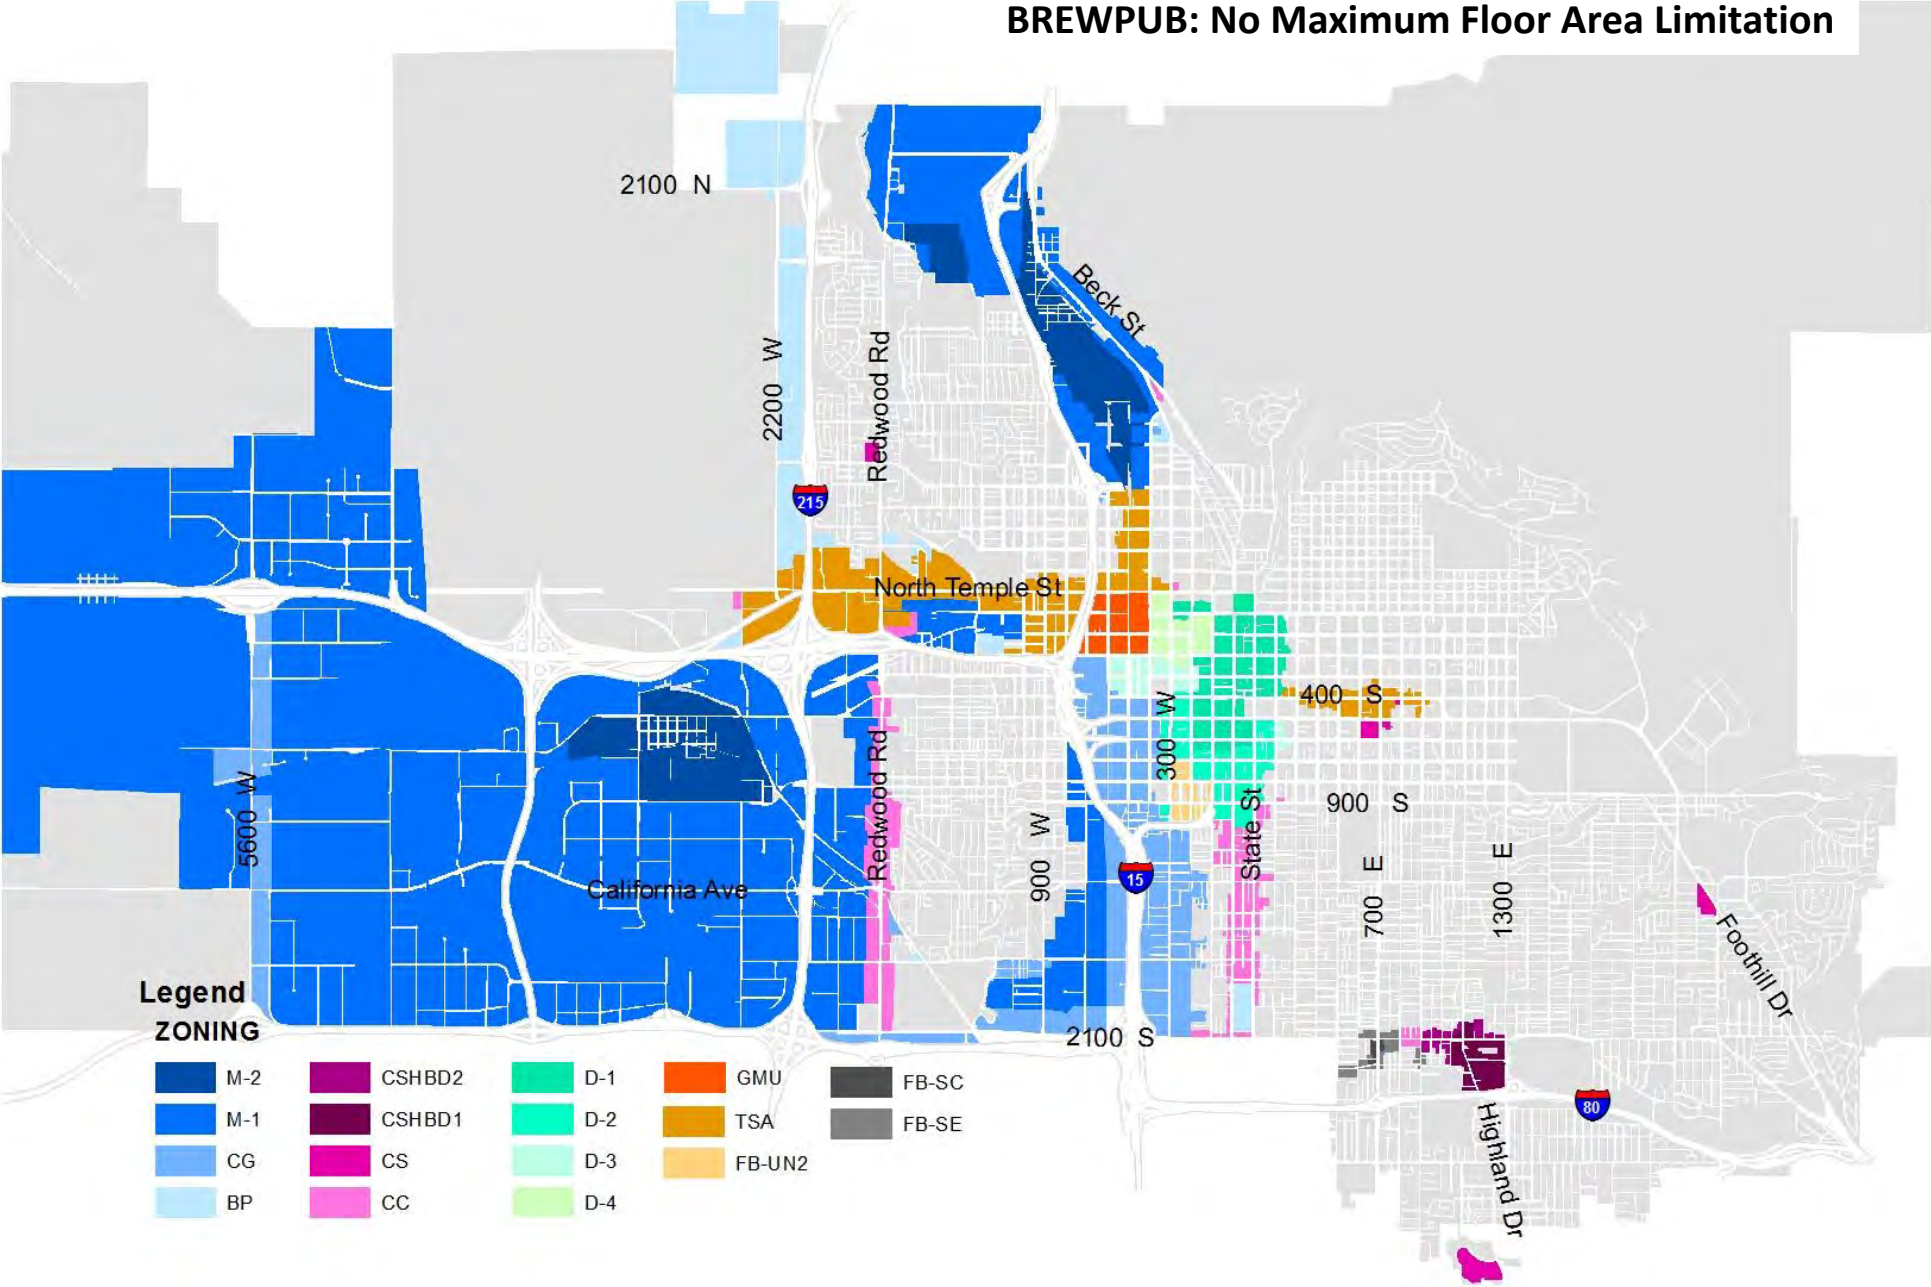 BREWPUB: No Maximum Floor Area Limitation
2100 N
Beck St
2200 W
Redwood Rd
215
North Temple St
400 S
300 W
Redwood Rd
5600 W
900 S
State St
900 W
700 E
1300 E
15
California Ave
Foothill Dr
2100 S
80
Highland Dr
Legend
ZONING
M-2
M-1
CG
BP
CSHBD2
CSHBD1
CS
CC
D-1
D-2
D-3
D-4
GMU
TSA
FB-UN2
FB-SC
FB-SE